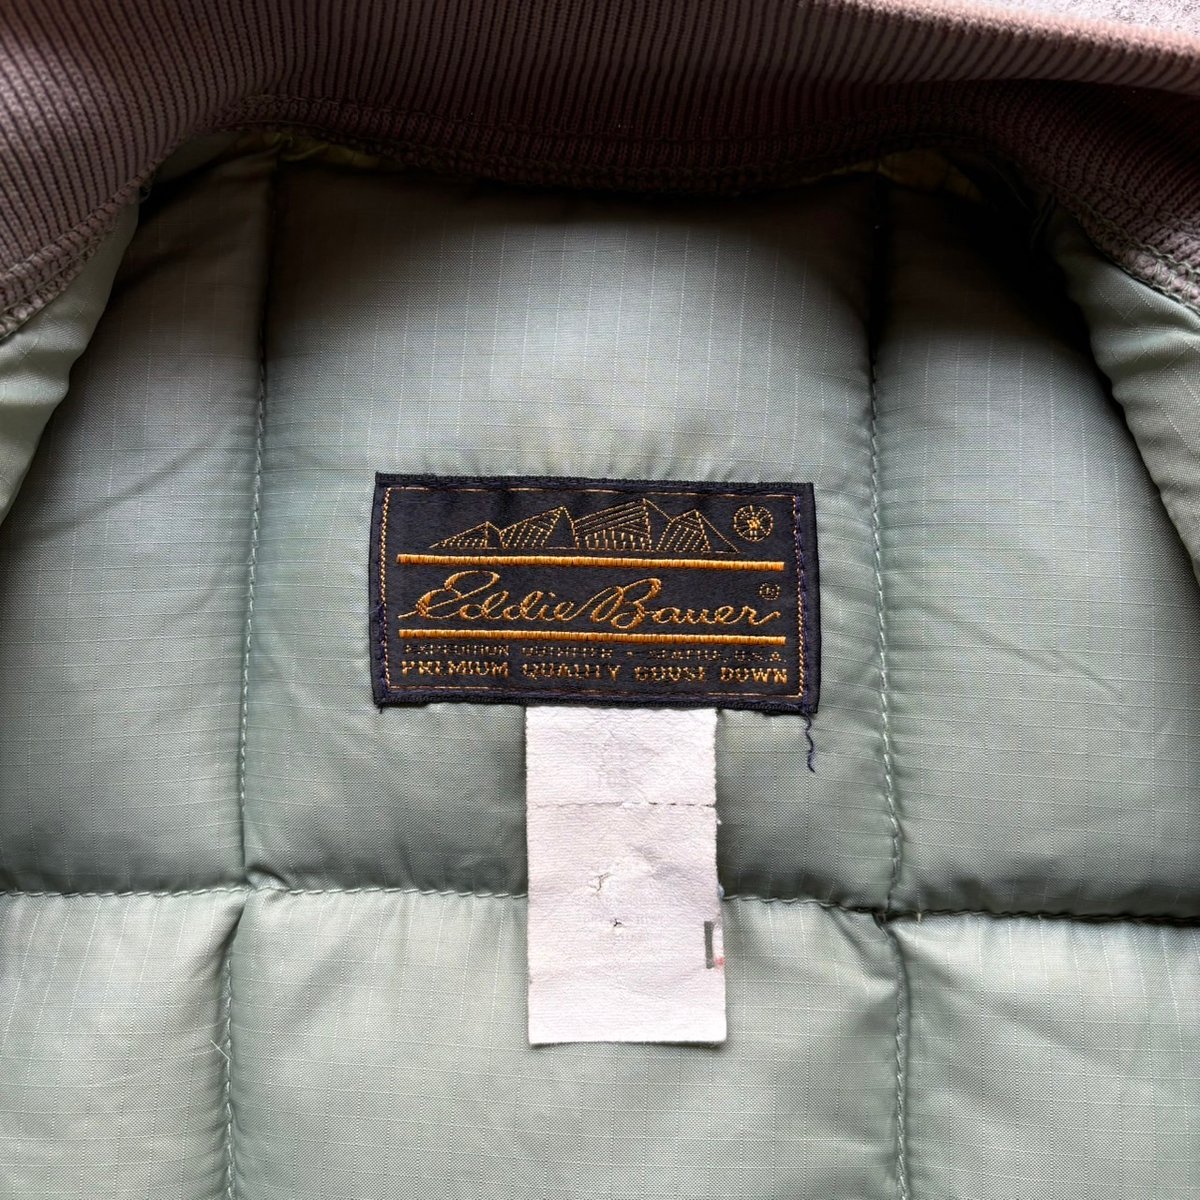 Eddie Bauer ®
EXPEDITION OUTFITTER · SEATTLE, U.S.A.
PREMIUM QUALITY GOOSE DOWN